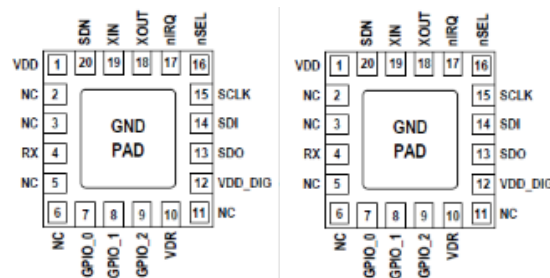 SDN XIN XOUT nIRQ nSEL
VDD 1 20 19 18 17 16
NC 2 15 SCLK
NC 3 GND 14 SDI
RX 4 PAD 13 SDO
NC 5 12 VDD_DIG
6 7 8 9 10 11 NC
NC GPIO_0 GPIO_1 GPIO_2 VDR
SDN XIN XOUT nIRQ nSEL
VDD 1 20 19 18 17 16
NC 2 15 SCLK
NC 3 GND 14 SDI
RX 4 PAD 13 SDO
NC 5 12 VDD_DIG
6 7 8 9 10 11 NC
NC GPIO_0 GPIO_1 GPIO_2 VDR